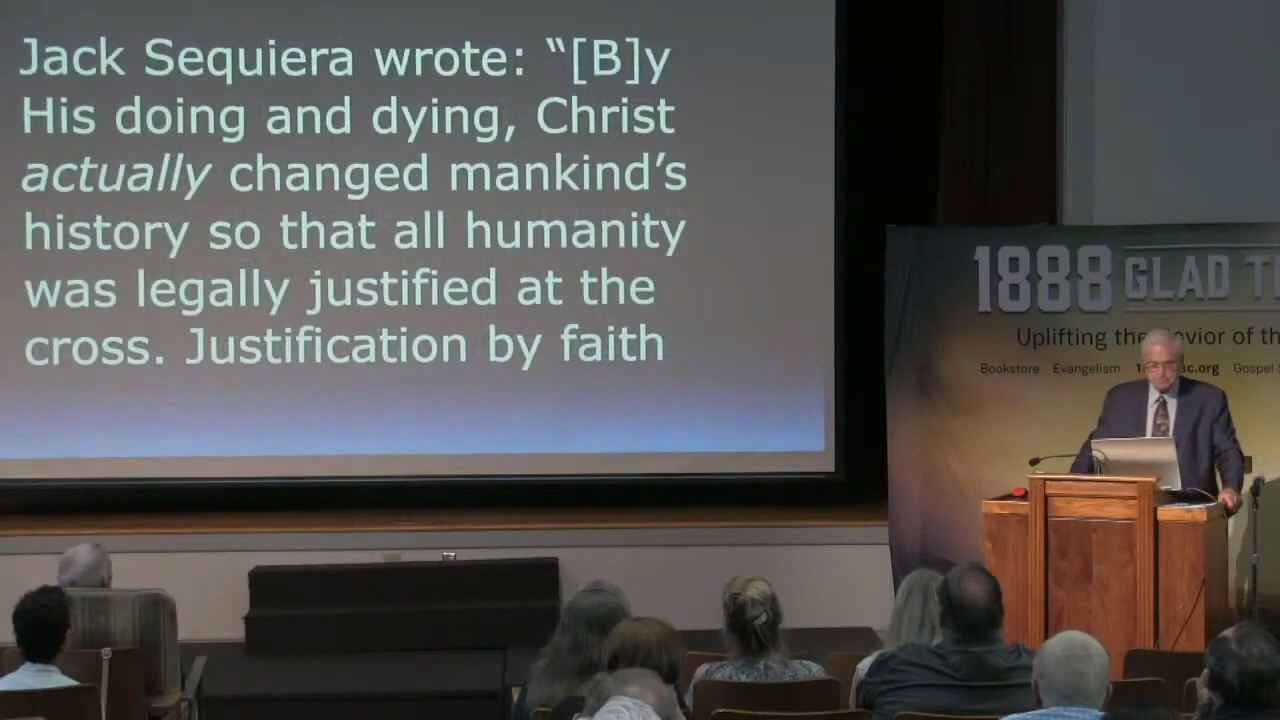 Jack Sequiera wrote: “[B]y
His doing and dying, Christ
actually changed mankind’s
history so that all humanity
was legally justified at the
cross. Justification by faith
1888 GLAD
Uplifting the of
Bookstore Evangelism Gospel